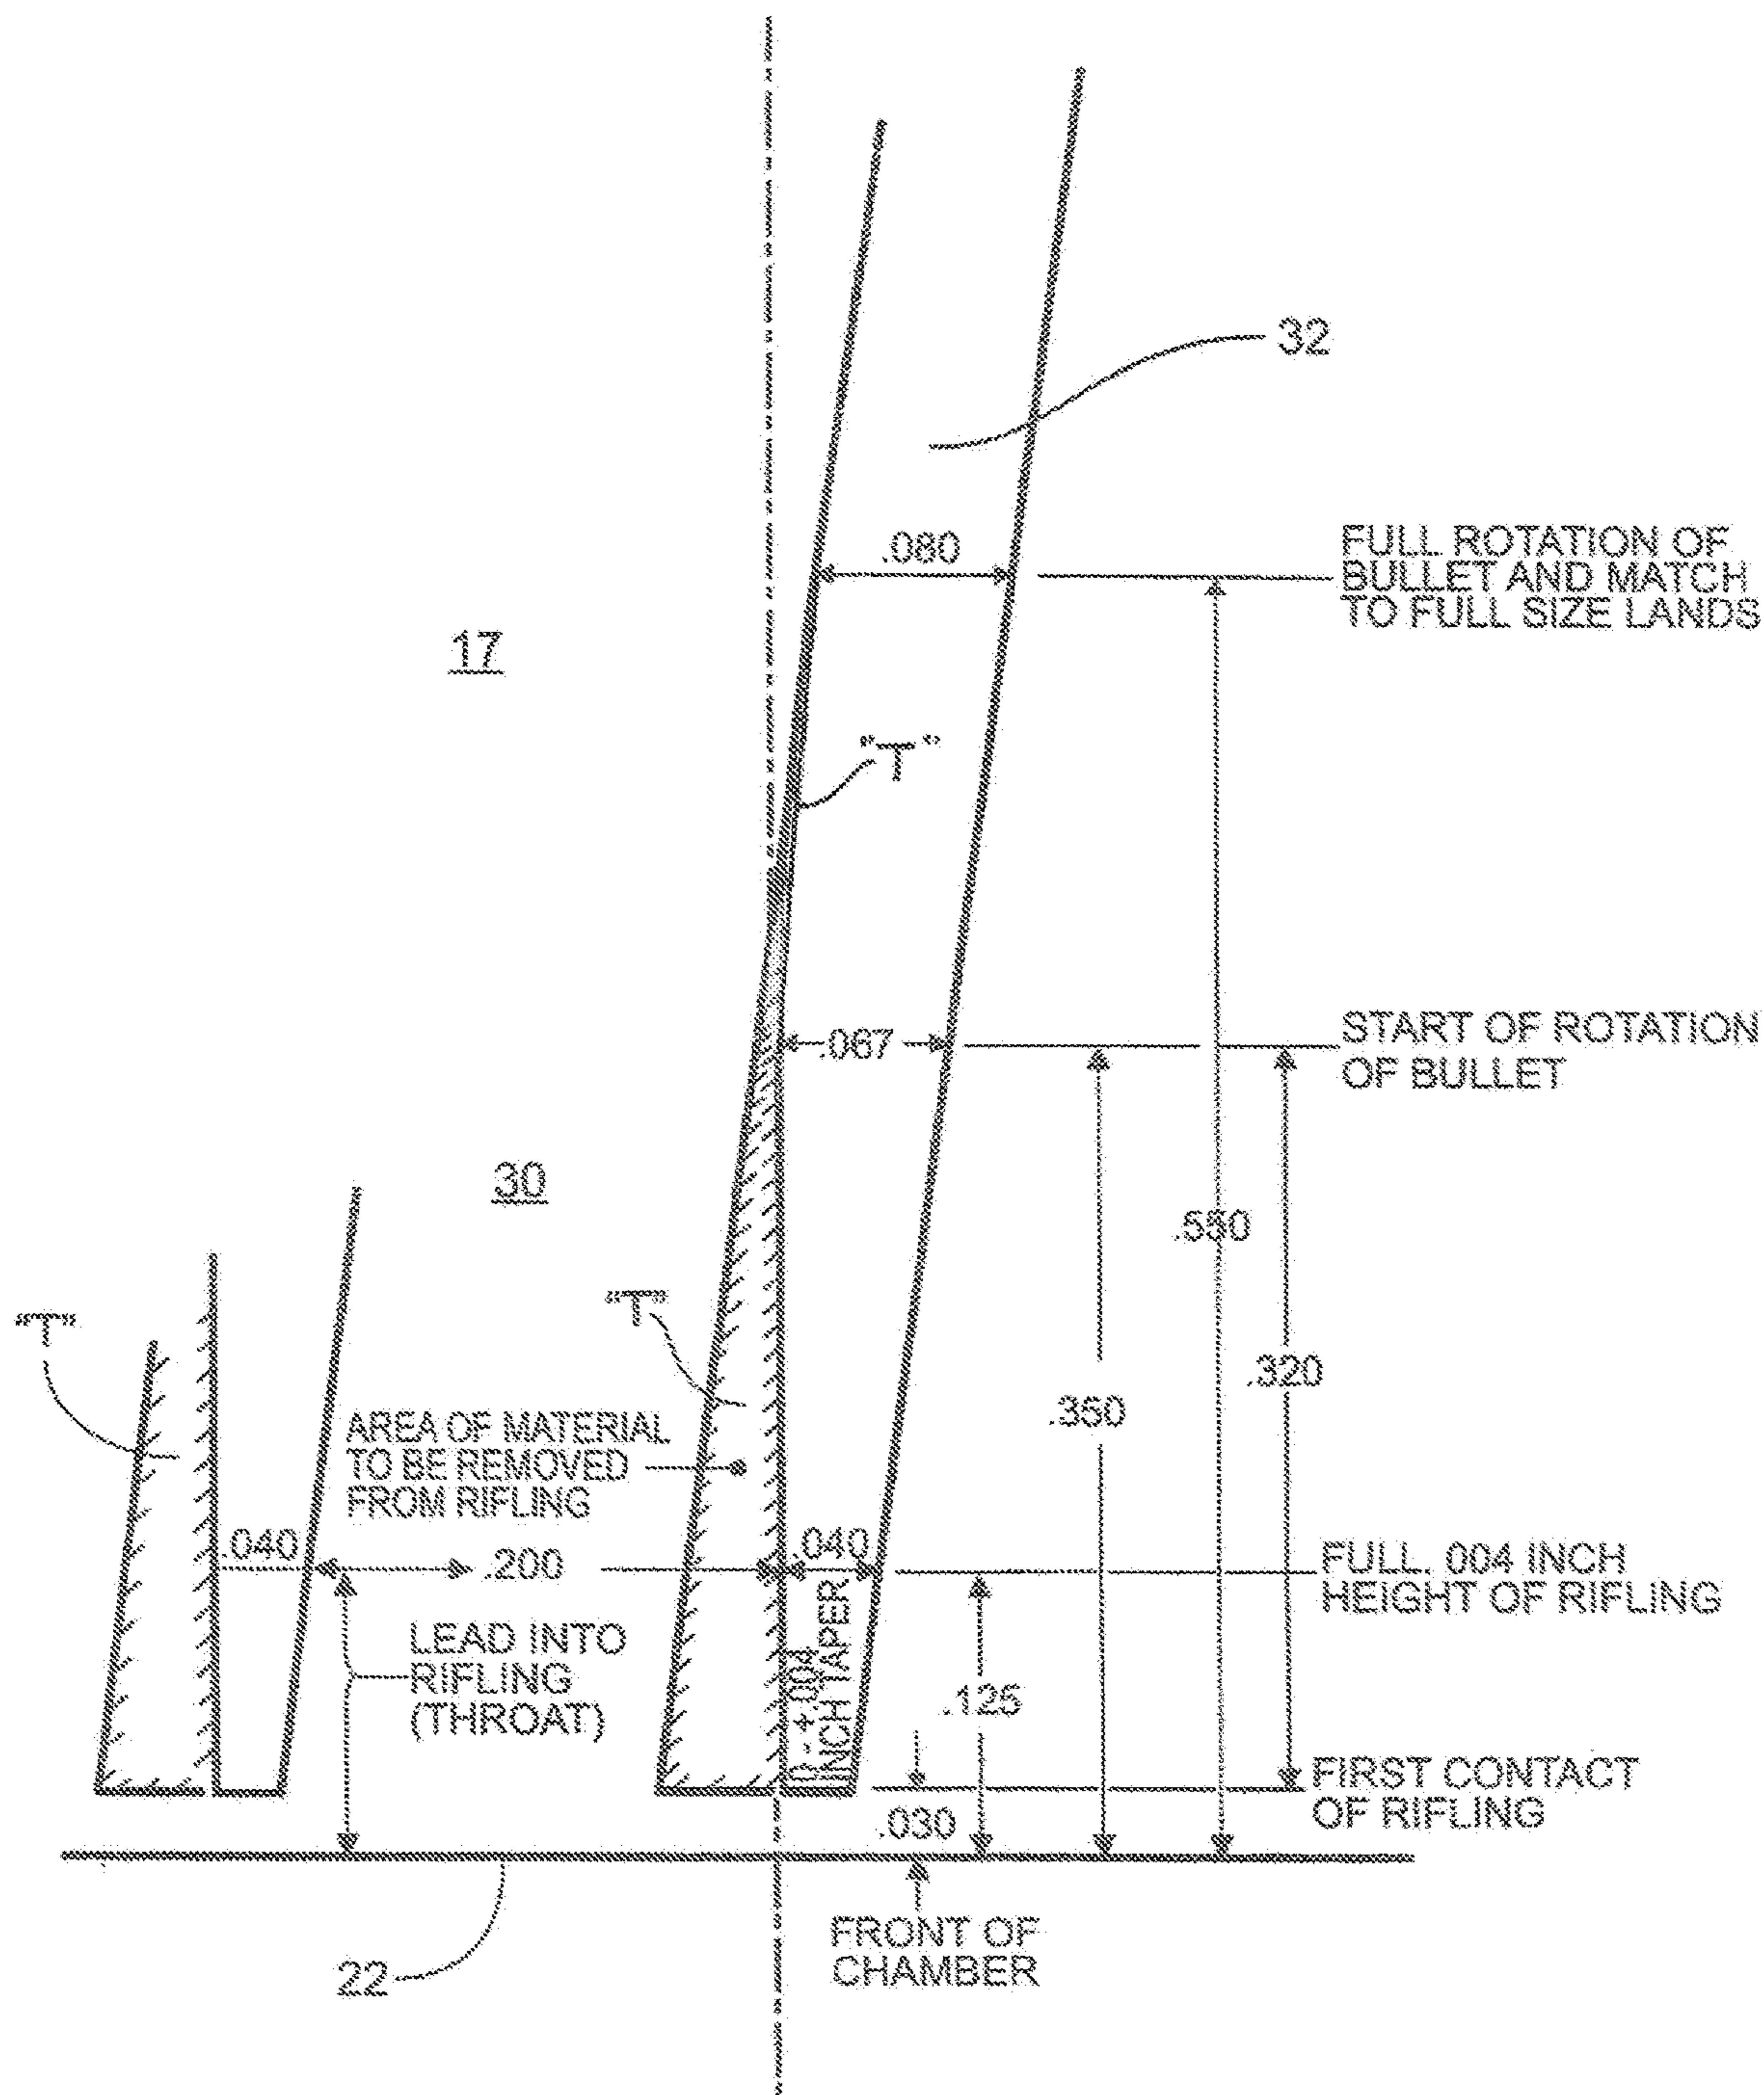 32
.080
FULL ROTATION OF
BULLET AND MATCH
TO FULL SIZE LANDS
17
"T"
.067
START OF ROTATION
OF BULLET
30
.550
"T"
"T"
.320
.350
AREA OF MATERIAL
TO BE REMOVED
FROM RIFLING
.040
.200
.040
FULL, 004 INCH
HEIGHT OF RIFLING
LEAD INTO
RIFLING
(THROAT)
0 - +.004
INCH TAPER
.125
FIRST CONTACT
OF RIFLING
.030
FRONT OF
CHAMBER
22